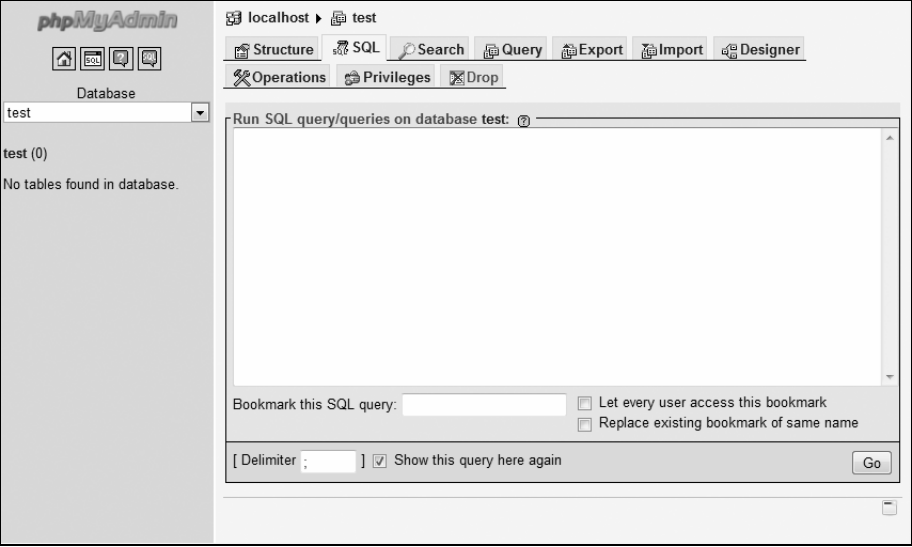 phpMyAdmin
SQL ? SQL
Database
test
test (0)
No tables found in database.
localhost test
Structure SQL Search Query Export Import Designer
Operations Privileges Drop
Run SQL query/queries on database test: ?
Bookmark this SQL query: Let every user access this bookmark
Replace existing bookmark of same name
[ Delimiter ; ] Show this query here again Go